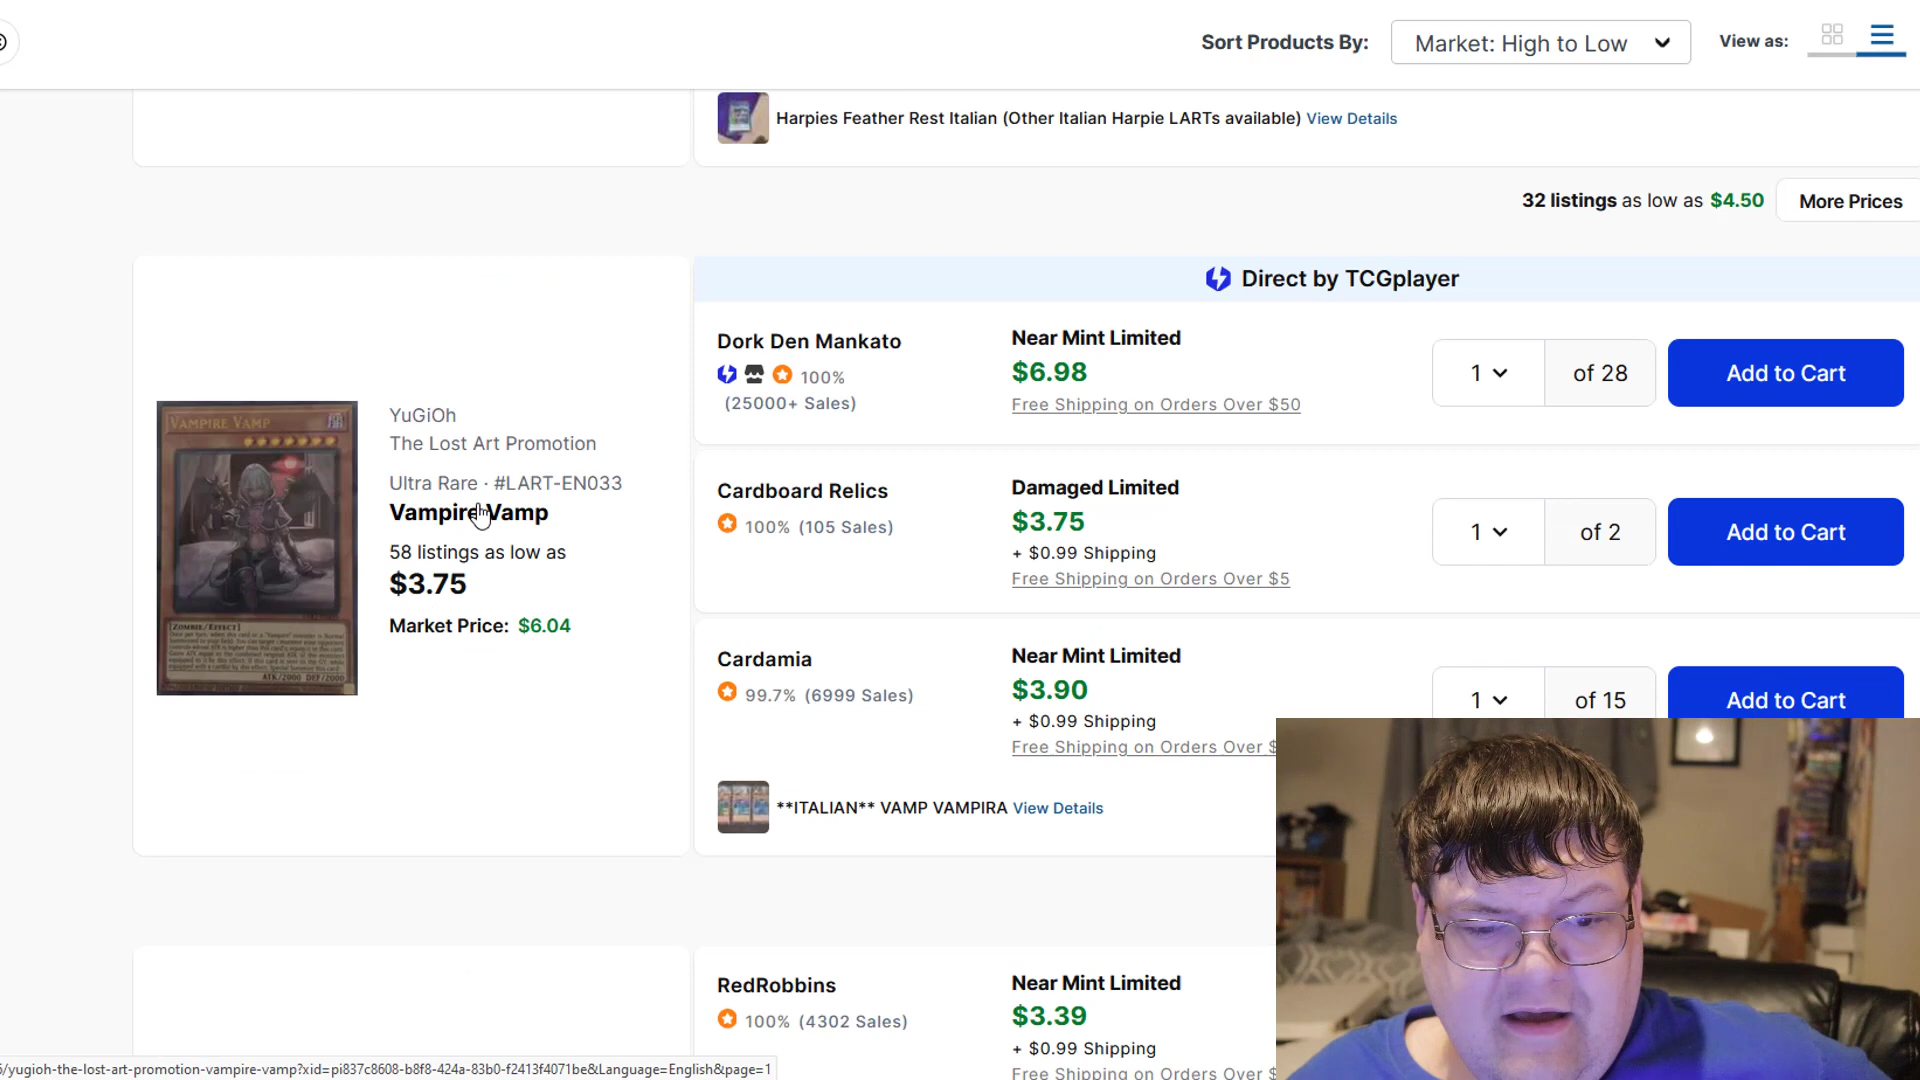 Sort Products By:
Market: High to Low
View as:
Harpies Feather Rest Italian (Other Italian Harpie LARTs available) View Details
32 listings as low as $4.50
More Prices
Direct by TCGplayer
Dork Den Mankato
100%
(25000+ Sales)
Near Mint Limited
$6.98
Free Shipping on Orders Over $50
1
of 28
Add to Cart
VAMPIRE VAMP
[ZOMBIE/EFFECT]
ATK/2000 DEF/2000
YuGiOh
The Lost Art Promotion
Ultra Rare · #LART-EN033
Vampire Vamp
58 listings as low as
$3.75
Market Price: $6.04
Cardboard Relics
100% (105 Sales)
Damaged Limited
$3.75
+ $0.99 Shipping
Free Shipping on Orders Over $5
1
of 2
Add to Cart
Cardamia
99.7% (6999 Sales)
Near Mint Limited
$3.90
+ $0.99 Shipping
Free Shipping on Orders Over $
1
of 15
Add to Cart
**ITALIAN** VAMP VAMPIRA View Details
RedRobbins
100% (4302 Sales)
Near Mint Limited
$3.39
+ $0.99 Shipping
Free Shipping on Orders Over $
/yugioh-the-lost-art-promotion-vampire-vamp?xid=pi837c8608-b8f8-424a-83b0-f2413f4071be&Language=English&page=1